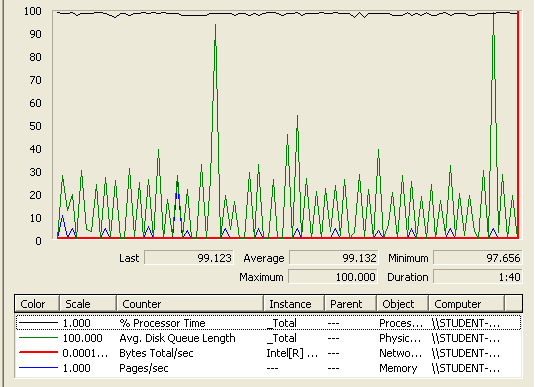 100
90
80
70
60
50
40
30
20
10
0
Last 99.123 Average 99.132 Minimum 97.656
Maximum 100.000 Duration 1:40
Color Scale Counter Instance Parent Object Computer
1.000 % Processor Time _Total --- Proces... \\STUDENT-...
100.000 Avg. Disk Queue Length _Total --- Physic... \\STUDENT-...
0.0001... Bytes Total/sec Intel[R] ... --- Netwo... \\STUDENT-...
1.000 Pages/sec --- --- Memory \\STUDENT-...